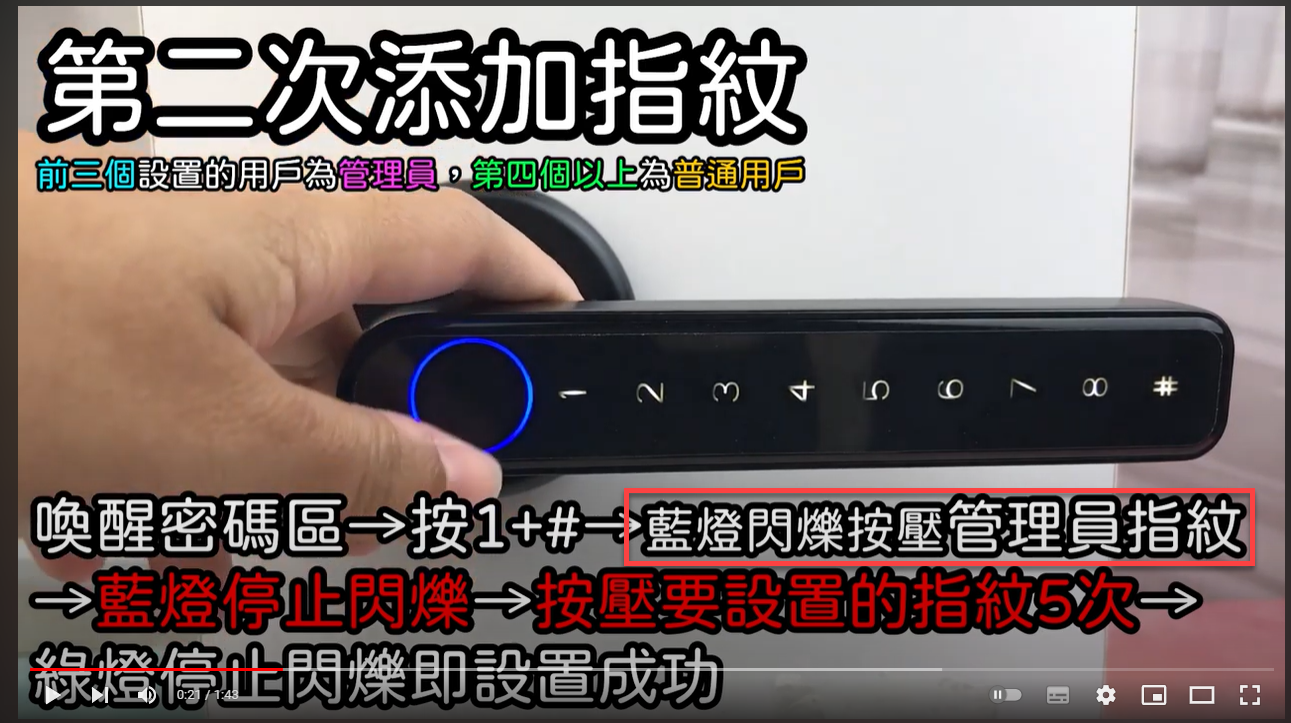 第二次添加指紋
前三個設置的用戶為管理員，第四個以上為普通用戶
1 2 3 4 5 6 7 8 #
喚醒密碼區→按1+#→藍燈閃爍按壓管理員指紋
→藍燈停止閃爍→按壓要設置的指紋5次→
綠燈停止閃爍即設置成功
0:21 / 1:43